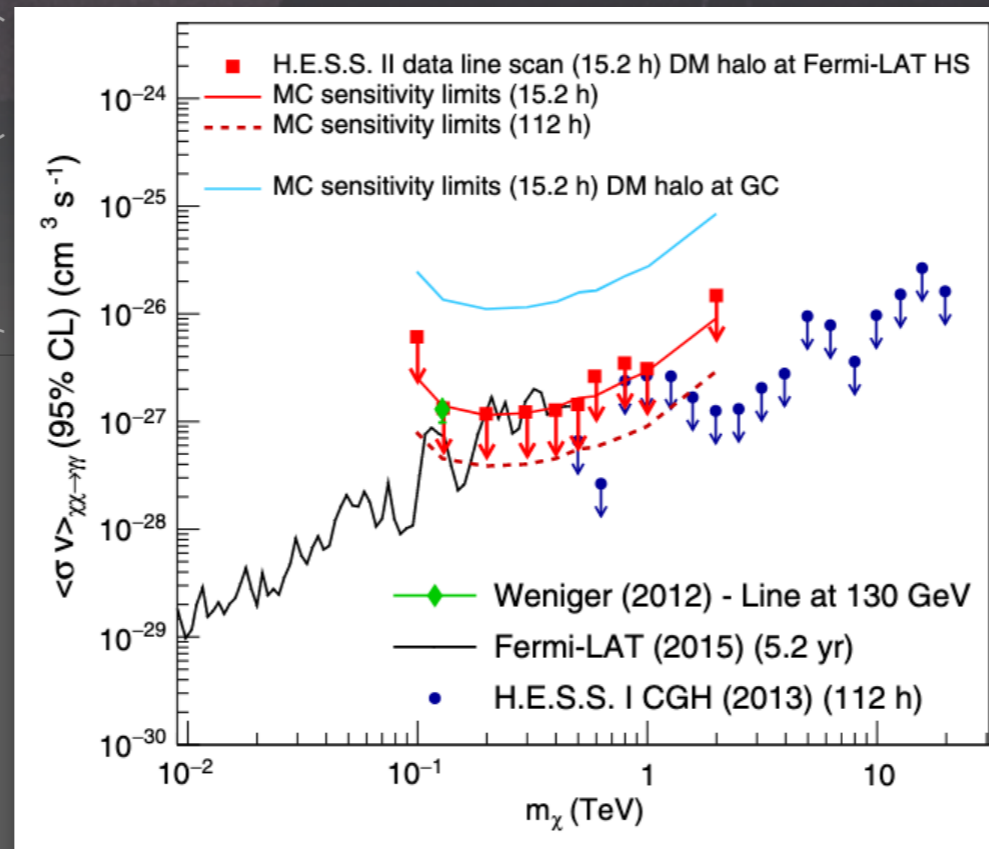 H.E.S.S. II data line scan (15.2 h) DM halo at Fermi-LAT HS
MC sensitivity limits (15.2 h)
MC sensitivity limits (112 h)
MC sensitivity limits (15.2 h) DM halo at GC
<σ v>χχ→γγ (95% CL) (cm³ s⁻¹)
10⁻²⁴
10⁻²⁵
10⁻²⁶
10⁻²⁷
10⁻²⁸
10⁻²⁹
10⁻³⁰
Weniger (2012) - Line at 130 GeV
Fermi-LAT (2015) (5.2 yr)
H.E.S.S. I CGH (2013) (112 h)
10⁻² 10⁻¹ 1 10
mχ (TeV)